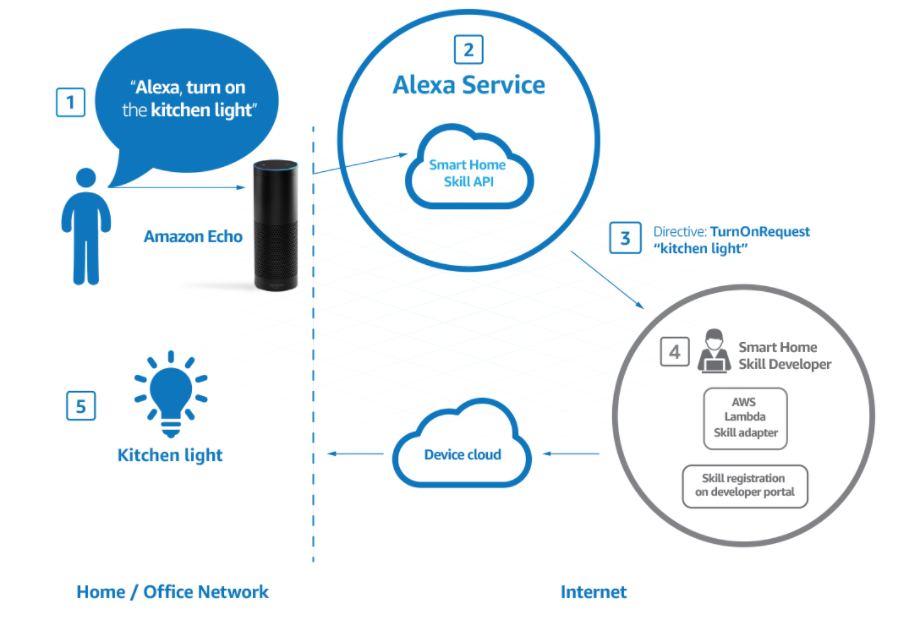 1
“Alexa, turn on
the kitchen light”
Amazon Echo
2
Alexa Service
Smart Home
Skill API
3
Directive: TurnOnRequest
“kitchen light”
4
Smart Home
Skill Developer
AWS
Lambda
Skill adapter
Skill registration
on developer portal
Device cloud
5
Kitchen light
Home / Office Network
Internet